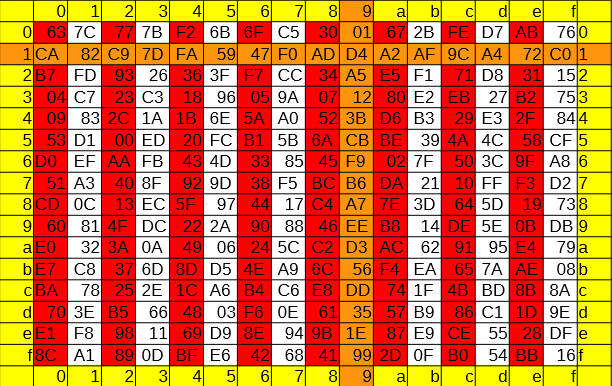 0 1 2 3 4 5 6 7 8 9 a b c d e f
0 63 7C 77 7B F2 6B 6F C5 30 01 67 2B FE D7 AB 76 0
1 CA 82 C9 7D FA 59 47 F0 AD D4 A2 AF 9C A4 72 C0 1
2 B7 FD 93 26 36 3F F7 CC 34 A5 E5 F1 71 D8 31 15 2
3 04 C7 23 C3 18 96 05 9A 07 12 80 E2 EB 27 B2 75 3
4 09 83 2C 1A 1B 6E 5A A0 52 3B D6 B3 29 E3 2F 84 4
5 53 D1 00 ED 20 FC B1 5B 6A CB BE 39 4A 4C 58 CF 5
6 D0 EF AA FB 43 4D 33 85 45 F9 02 7F 50 3C 9F A8 6
7 51 A3 40 8F 92 9D 38 F5 BC B6 DA 21 10 FF F3 D2 7
8 CD 0C 13 EC 5F 97 44 17 C4 A7 7E 3D 64 5D 19 73 8
9 60 81 4F DC 22 2A 90 88 46 EE B8 14 DE 5E 0B DB 9
a E0 32 3A 0A 49 06 24 5C C2 D3 AC 62 91 95 E4 79 a
b E7 C8 37 6D 8D D5 4E A9 6C 56 F4 EA 65 7A AE 08 b
c BA 78 25 2E 1C A6 B4 C6 E8 DD 74 1F 4B BD 8B 8A c
d 70 3E B5 66 48 03 F6 0E 61 35 57 B9 86 C1 1D 9E d
e E1 F8 98 11 69 D9 8E 94 9B 1E 87 E9 CE 55 28 DF e
f 8C A1 89 0D BF E6 42 68 41 99 2D 0F B0 54 BB 16 f
0 1 2 3 4 5 6 7 8 9 a b c d e f